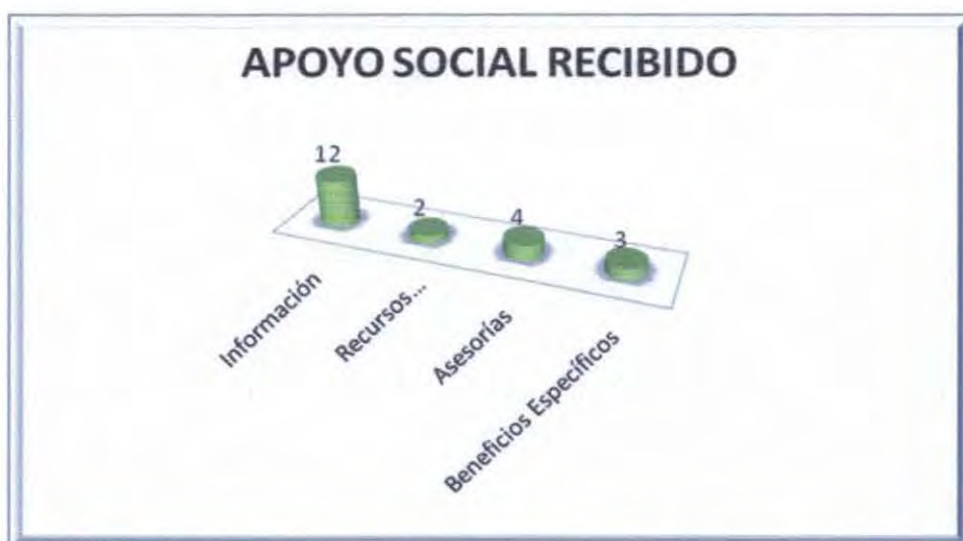 APOYO SOCIAL RECIBIDO
12
2
4
3
Información
Recursos...
Asesorías
Beneficios Específicos